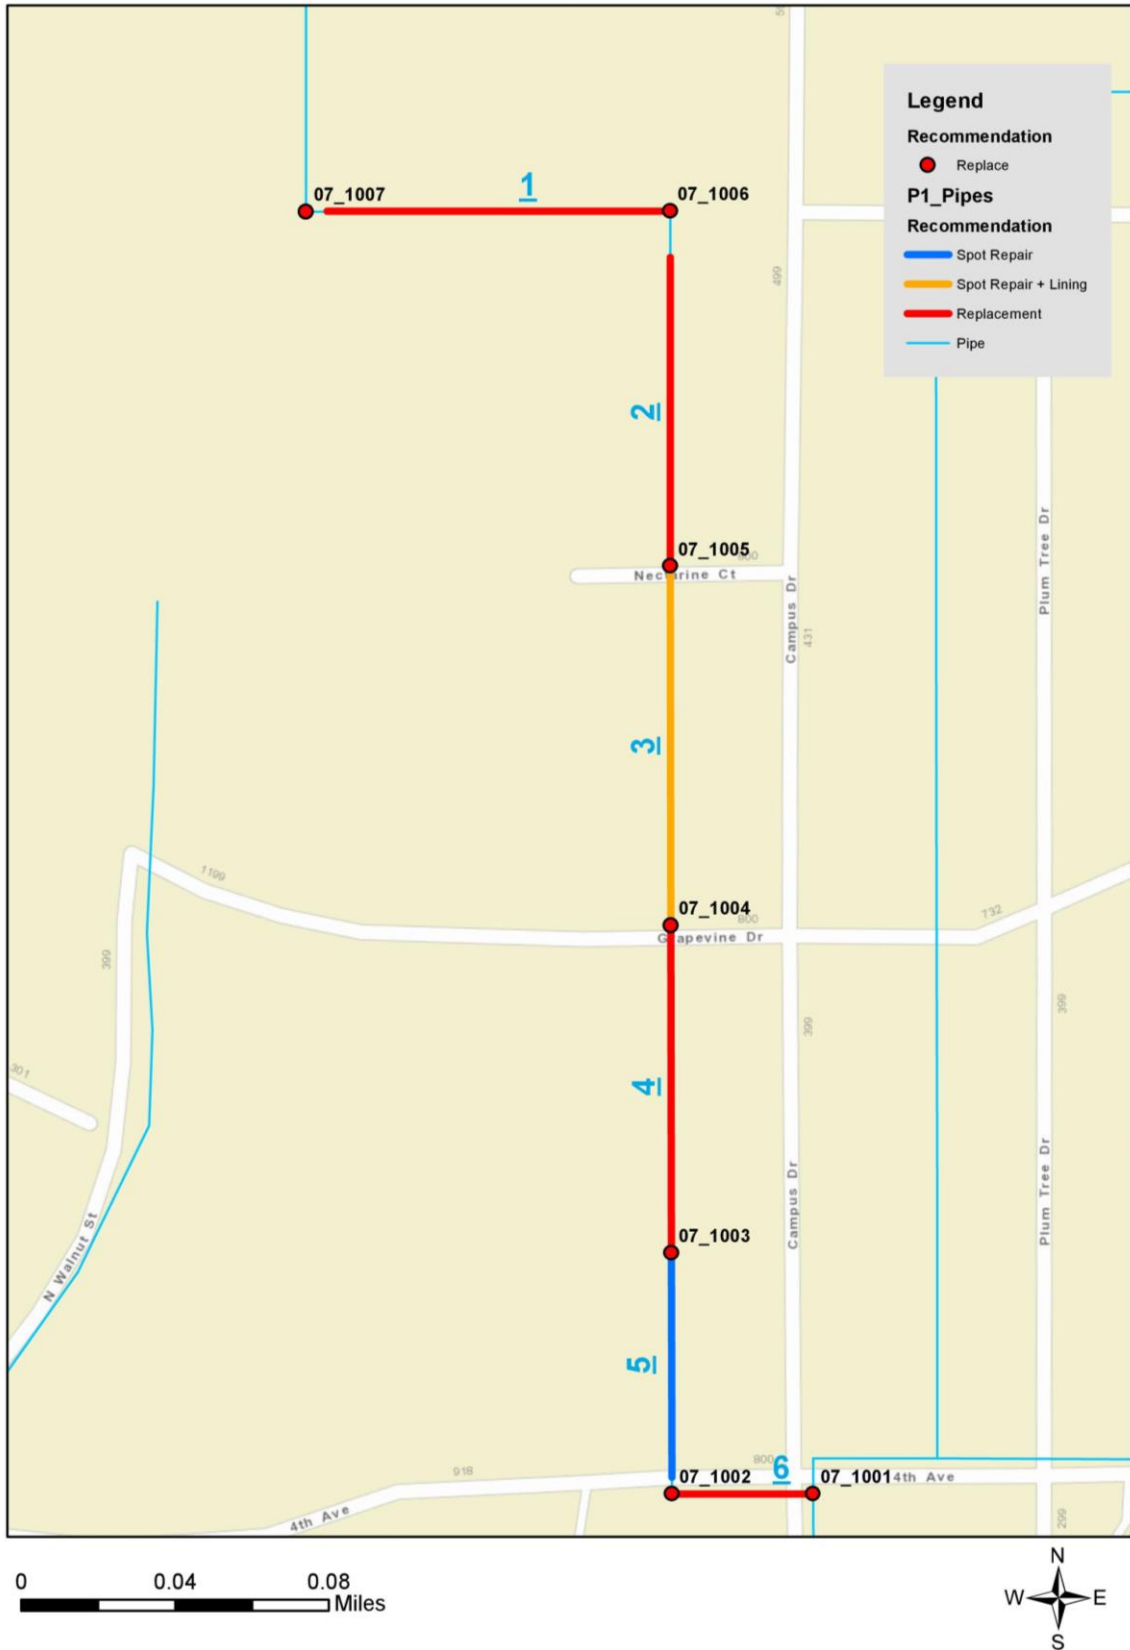 Legend
Recommendation
Replace
P1_Pipes
Recommendation
Spot Repair
Spot Repair + Lining
Replacement
Pipe
07_1007
1
07_1006
499
2
07_1005
Nectarine Ct
Campus Dr
431
Plum Tree Dr
3
1199
07_1004
800
Grapevine Dr
732
399
399
399
301
4
Campus Dr
Plum Tree Dr
07_1003
N Walnut St
5
918
800
07_1002
6
07_1001
4th Ave
4th Ave
299
0
0.04
0.08
Miles
N
W
E
S